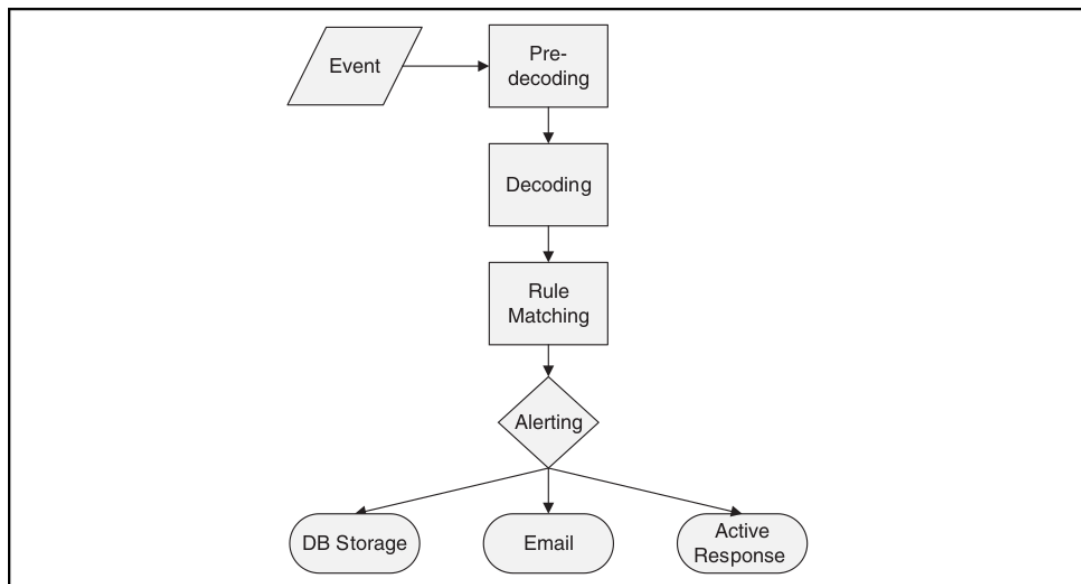 Event
Pre-
decoding
Decoding
Rule
Matching
Alerting
DB Storage
Email
Active
Response